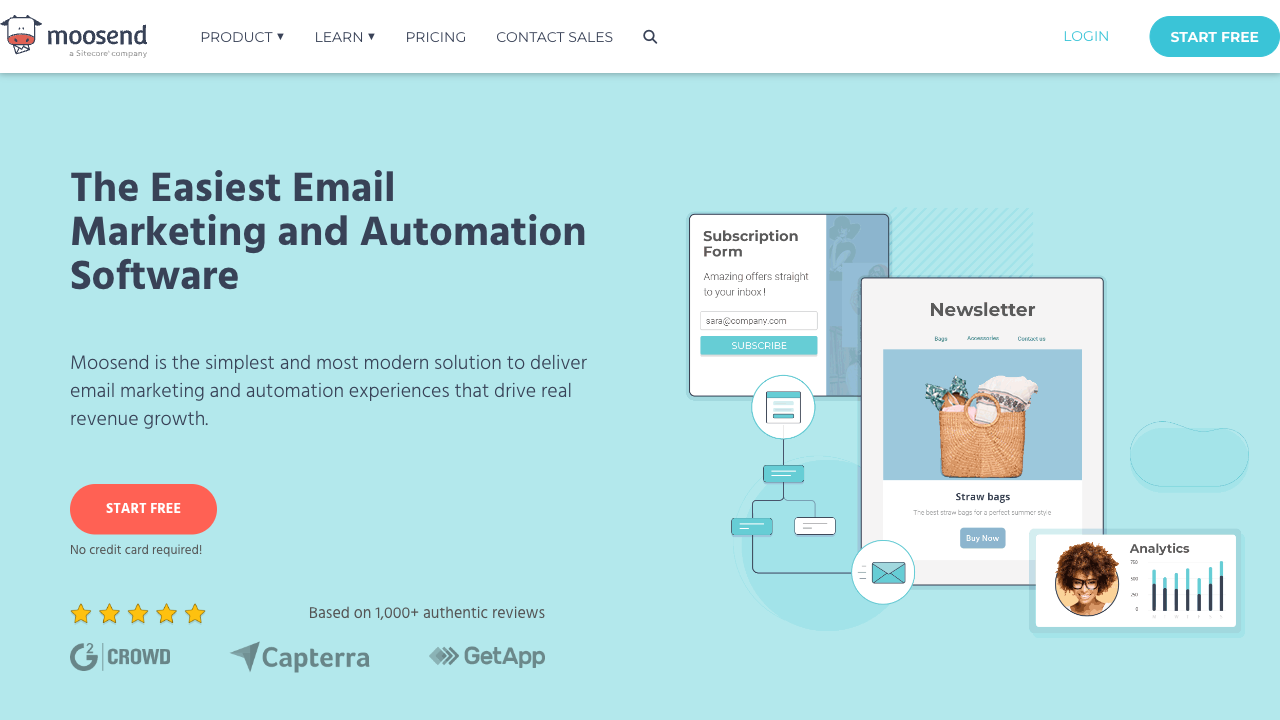 moosend
a Sitecore company
PRODUCT ▾
LEARN ▾
PRICING
CONTACT SALES
LOGIN
START FREE
The Easiest Email
Marketing and Automation
Software
Moosend is the simplest and most modern solution to deliver
email marketing and automation experiences that drive real
revenue growth.
START FREE
No credit card required!
Based on 1,000+ authentic reviews
G2 CROWD
Capterra
GetApp
Subscription
Form
Amazing offers straight
to your inbox !
sara@company.com
SUBSCRIBE
Newsletter
Bags
Accessories
Contact us
Straw bags
The best straw bags for a perfect summer style
Buy Now
Analytics
750
500
250
0